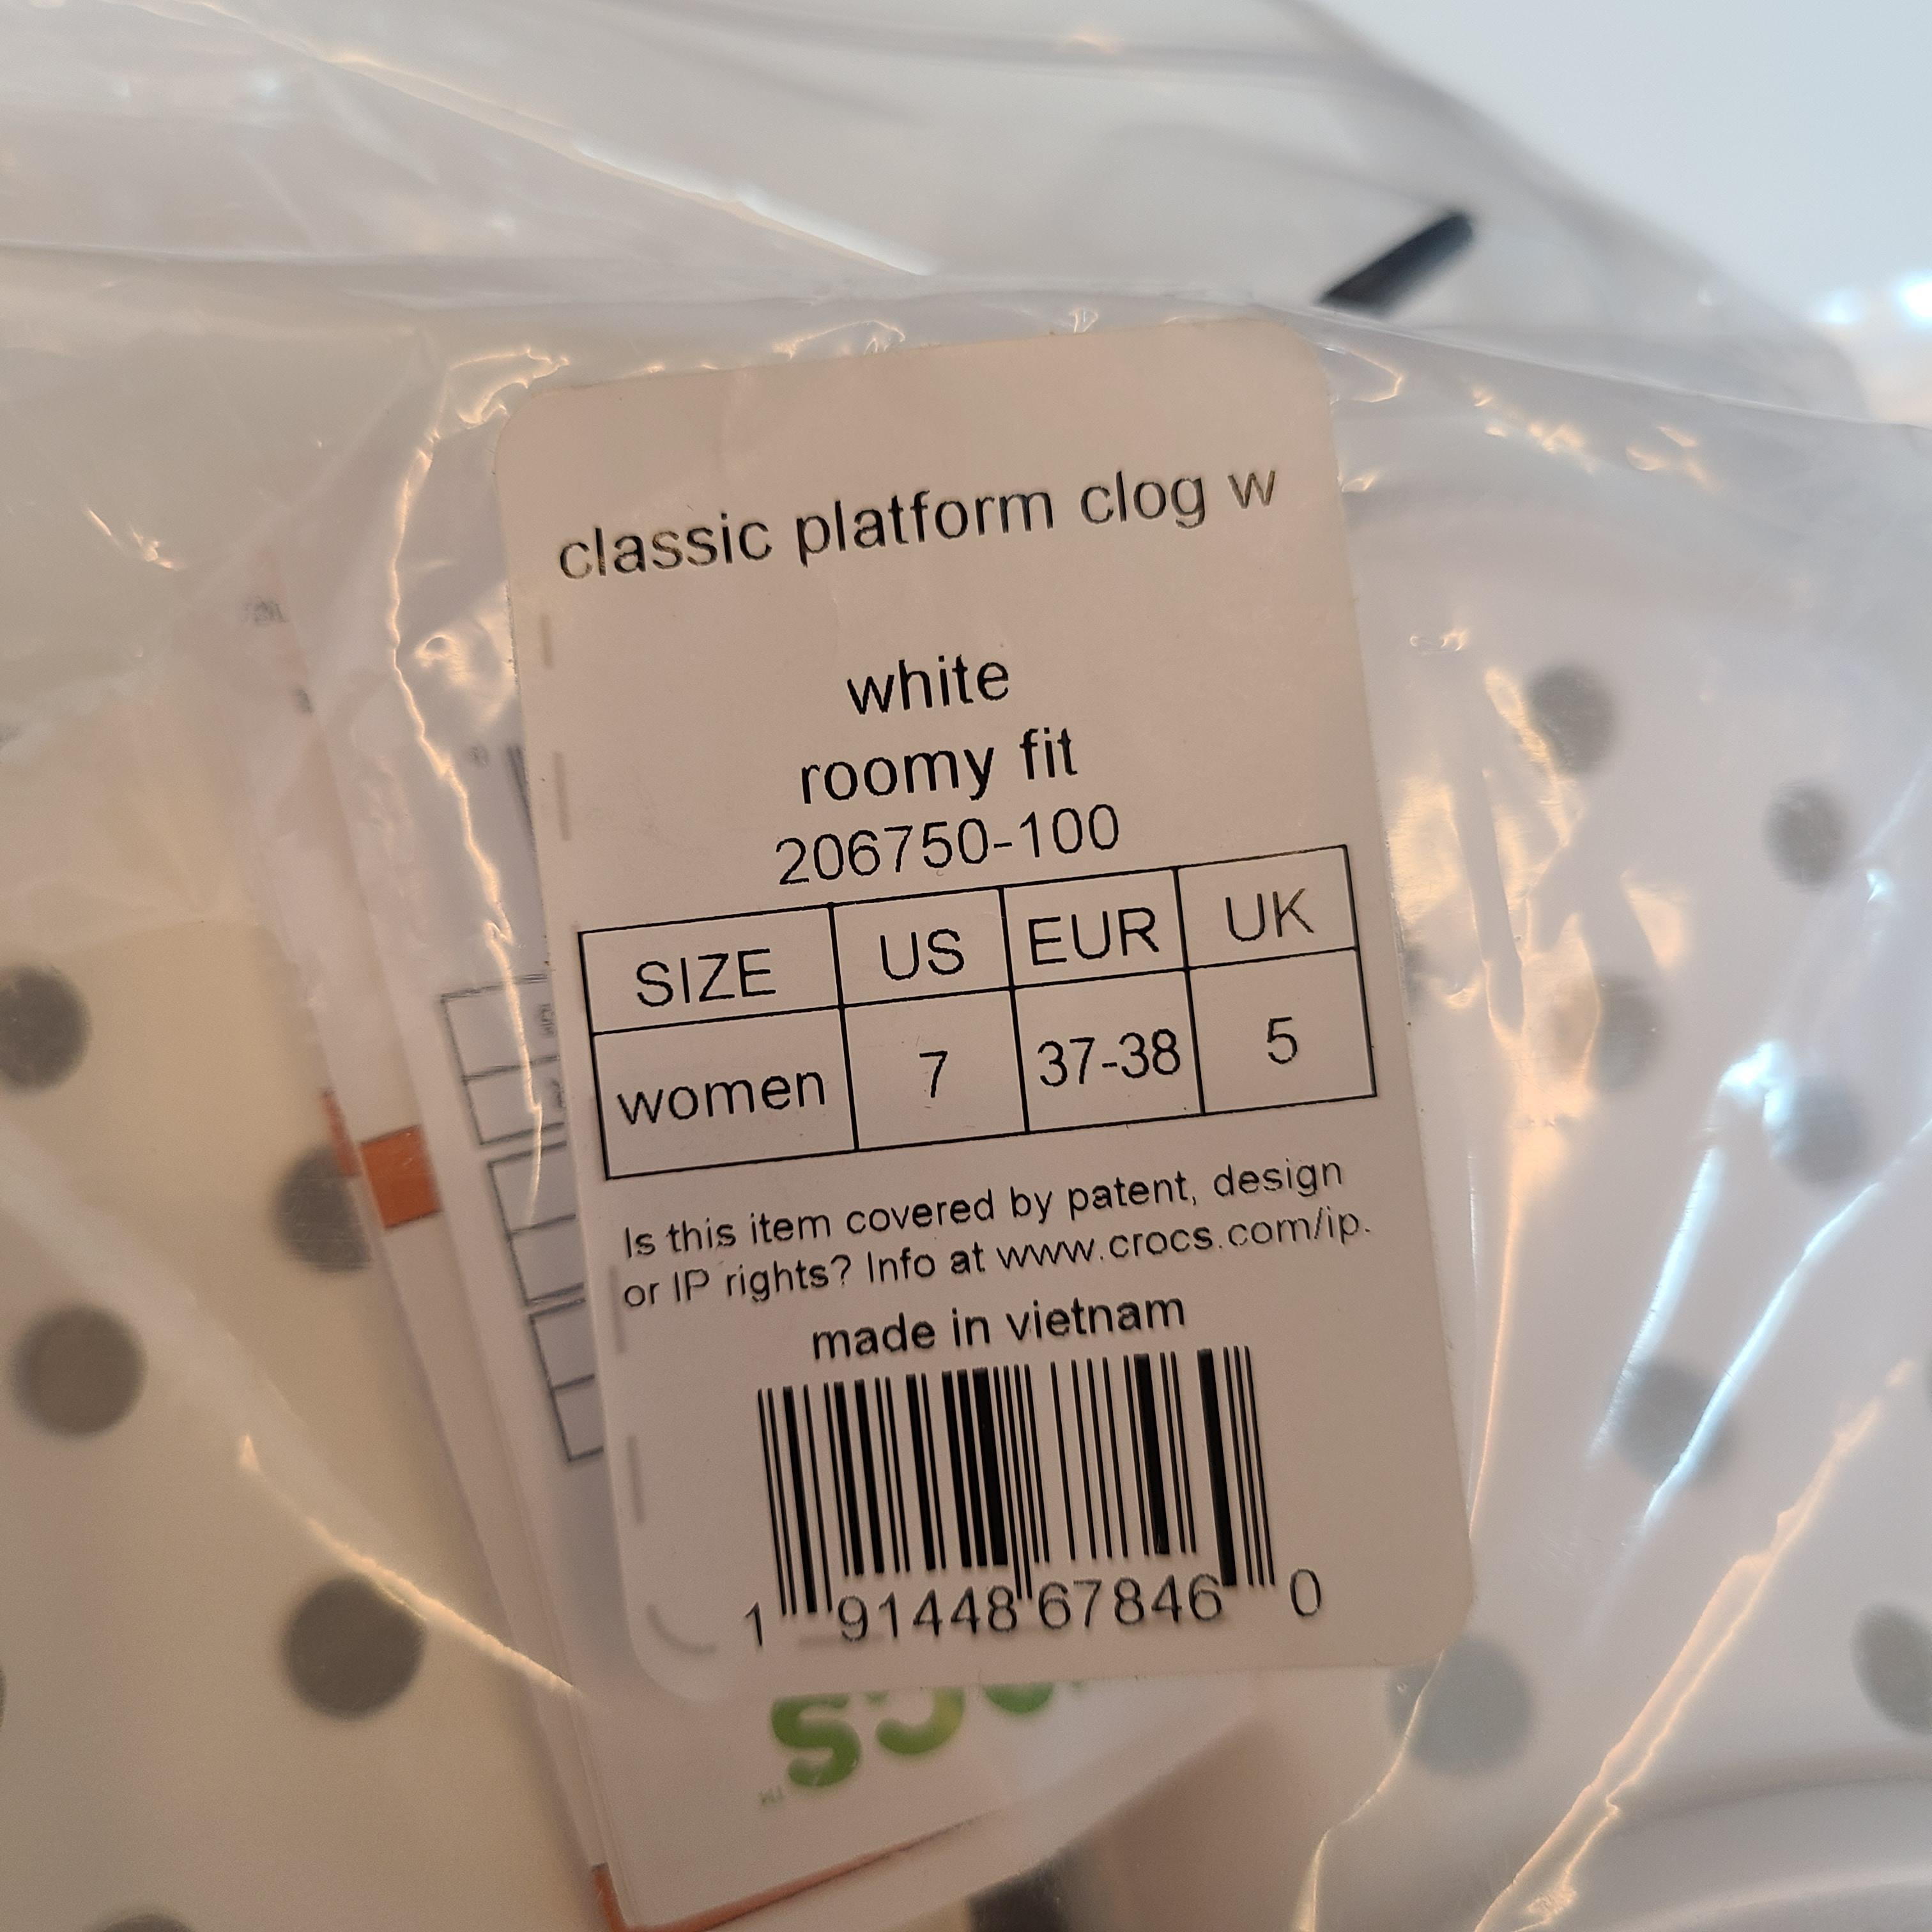 classic platform clog w
white
roomy fit
206750-100
SIZE US EUR UK
women 7 37-38 5
Is this item covered by patent, design
or IP rights? Info at www.crocs.com/ip.
made in vietnam
1 91448 67846 0
cs
TM